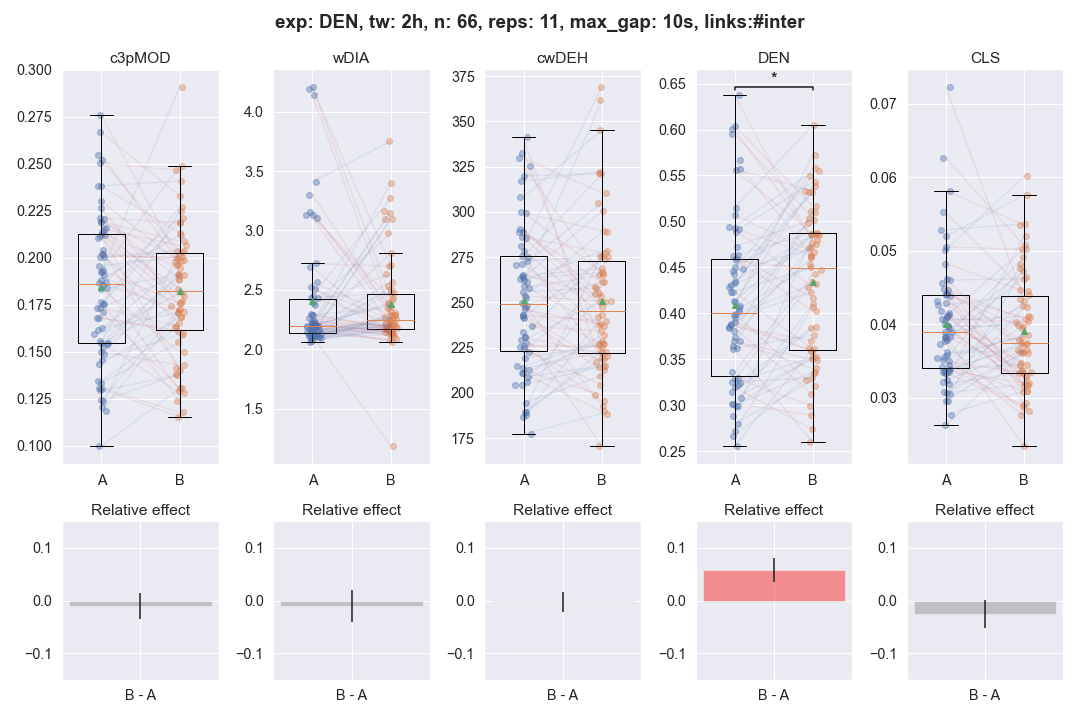 exp: DEN, tw: 2h, n: 66, reps: 11, max_gap: 10s, links:#inter
c3pMOD
wDIA
cwDEH
DEN
CLS
0.300
0.275
0.250
0.225
0.200
0.175
0.150
0.125
0.100
A
B
4.0
3.5
3.0
2.5
2.0
1.5
A
B
375
350
325
300
275
250
225
200
175
A
B
*
0.65
0.60
0.55
0.50
0.45
0.40
0.35
0.30
0.25
A
B
0.07
0.06
0.05
0.04
0.03
A
B
Relative effect
0.1
0.0
−0.1
B - A
Relative effect
0.1
0.0
−0.1
B - A
Relative effect
0.1
0.0
−0.1
B - A
Relative effect
0.1
0.0
−0.1
B - A
Relative effect
0.1
0.0
−0.1
B - A